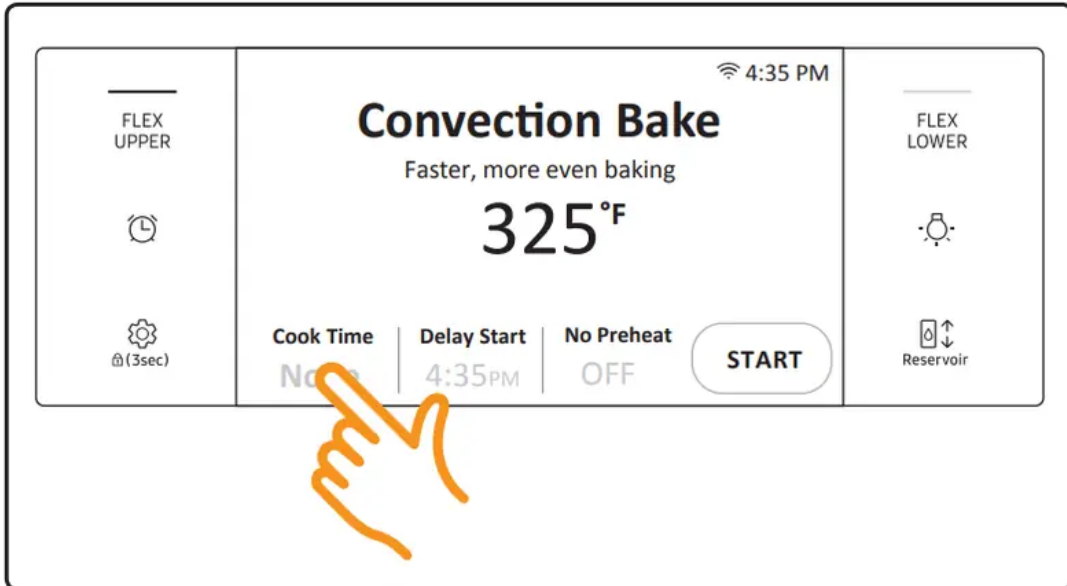 4:35 PM
FLEX
UPPER
Convection Bake
FLEX
LOWER
Faster, more even baking
325°F
Cook Time
Delay Start
No Preheat
(3sec)
START
Reservoir
4:35PM
OFF